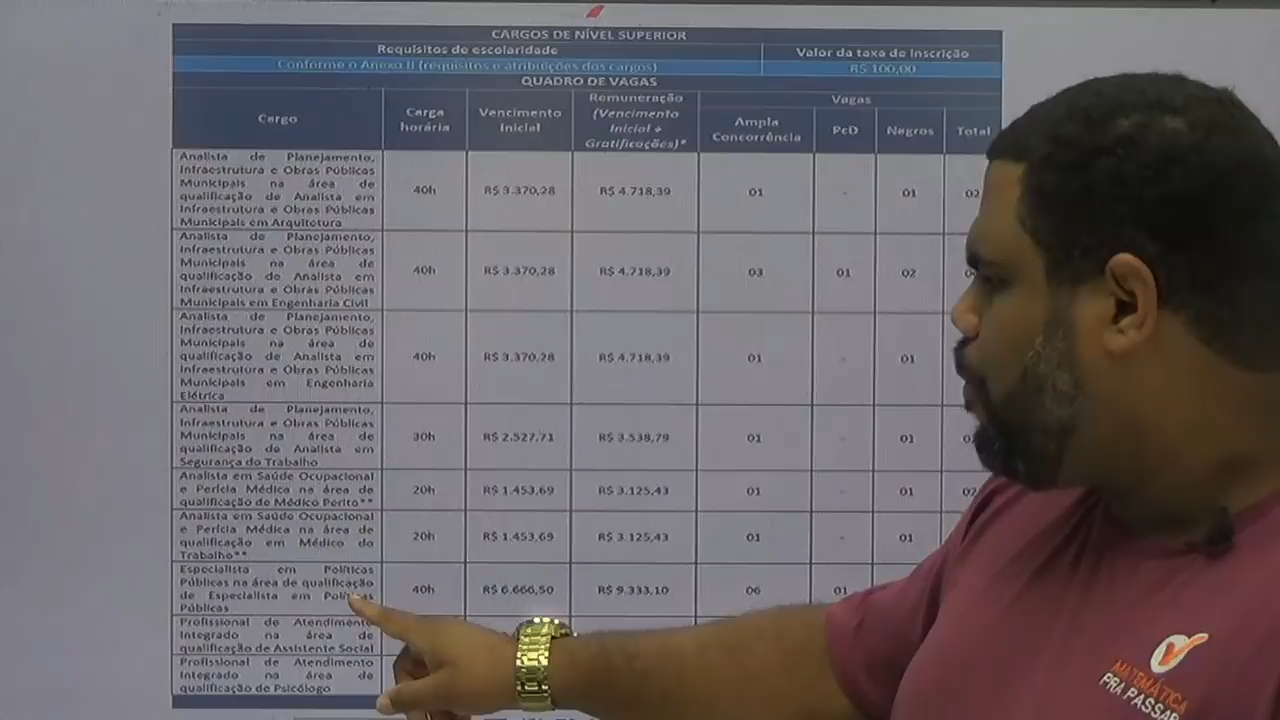 CARGOS DE NÍVEL SUPERIOR
Requisitos de escolaridade Valor da taxa de inscrição
Conforme o Anexo II (requisitos e atribuições dos cargos) R$ 100,00
QUADRO DE VAGAS
Cargo
Carga
horária
Vencimento
Inicial
Remuneração
(Vencimento
Inicial +
Gratificações)*
Vagas
Ampla
Concorrência
PcD
Negros
Total
Analista de Planejamento,
Infraestrutura e Obras Públicas
Municipais na área de
qualificação de Analista em
Infraestrutura e Obras Públicas
Municipais em Arquitetura
40h R$ 3.370,28 R$ 4.718,39 01 - 01 02
Analista de Planejamento,
Infraestrutura e Obras Públicas
Municipais na área de
qualificação de Analista em
Infraestrutura e Obras Públicas
Municipais em Engenharia Civil
40h R$ 3.370,28 R$ 4.718,39 03 01 02
Analista de Planejamento,
Infraestrutura e Obras Públicas
Municipais na área de
qualificação de Analista em
Infraestrutura e Obras Públicas
Municipais em Engenharia
Elétrica
40h R$ 3.370,28 R$ 4.718,39 01 - 01
Analista de Planejamento,
Infraestrutura e Obras Públicas
Municipais na área de
qualificação de Analista em
Segurança do Trabalho
30h R$ 2.527,71 R$ 3.538,79 01 - 01
Analista em Saúde Ocupacional
e Perícia Médica na área de
qualificação de Médico Perito**
20h R$ 1.453,69 R$ 3.125,43 01 - 01 02
Analista em Saúde Ocupacional
e Perícia Médica na área de
qualificação em Médico do
Trabalho**
20h R$ 1.453,69 R$ 3.125,43 01 - 01
Especialista em Políticas
Públicas na área de qualificação
de Especialista em Políticas
Públicas
40h R$ 6.666,50 R$ 9.333,10 06 01
Profissional de Atendimento
Integrado na área de
qualificação de Assistente Social
Profissional de Atendimento
Integrado na área de
qualificação de Psicólogo
MATEMÁTICA
PRA PASSAR